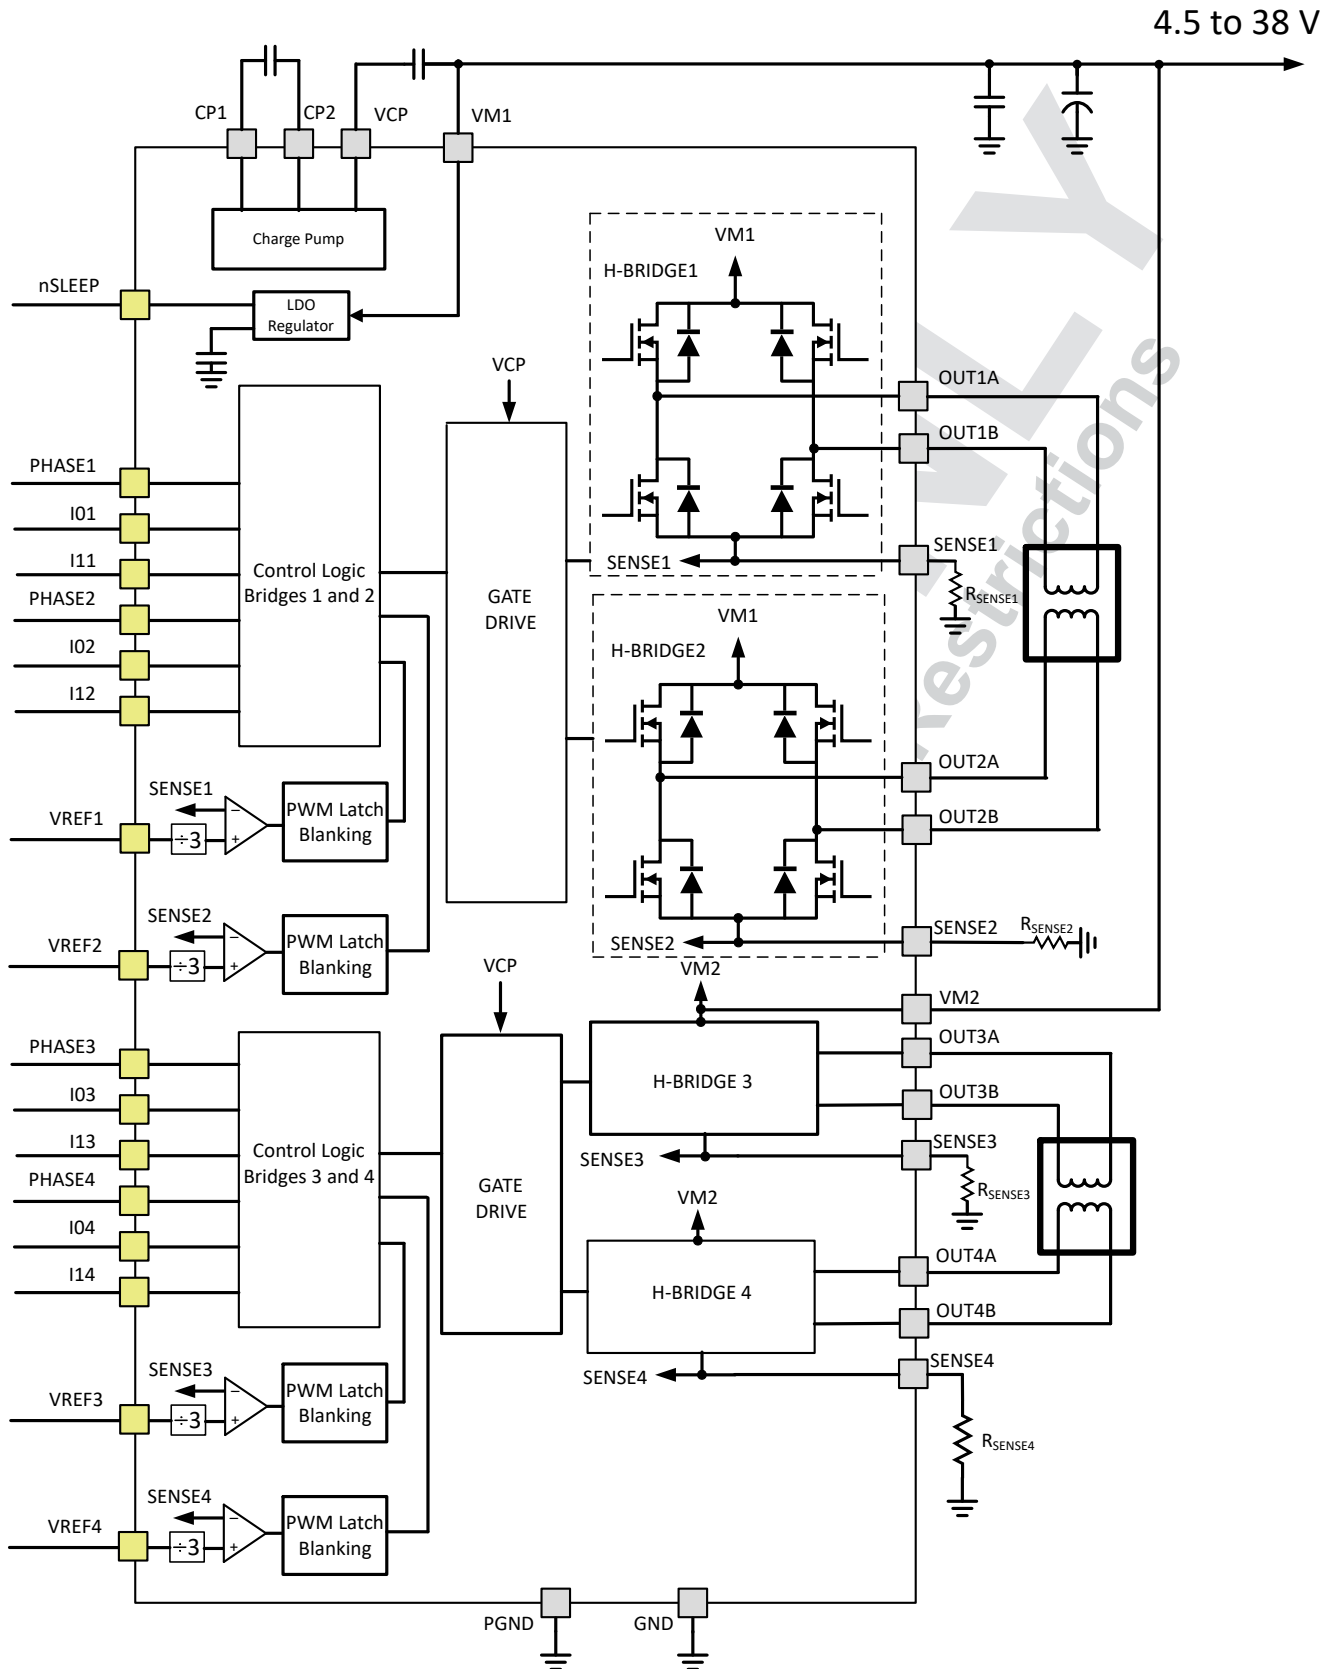 4.5 to 38 V
CP1
CP2
VCP
VM1
Charge Pump
nSLEEP
LDO
Regulator
VM1
H-BRIDGE1
VCP
OUT1A
OUT1B
PHASE1
I01
I11
PHASE2
I02
I12
Control Logic
Bridges 1 and 2
GATE
DRIVE
SENSE1
SENSE1
RSENSE1
VM1
H-BRIDGE2
OUT2A
OUT2B
SENSE1
VREF1
÷3
PWM Latch
Blanking
SENSE2
VREF2
÷3
PWM Latch
Blanking
SENSE2
SENSE2
RSENSE2
VM2
VCP
VM2
PHASE3
I03
I13
PHASE4
I04
I14
Control Logic
Bridges 3 and 4
GATE
DRIVE
H-BRIDGE 3
OUT3A
OUT3B
SENSE3
SENSE3
RSENSE3
VM2
H-BRIDGE 4
OUT4A
OUT4B
SENSE4
SENSE4
RSENSE4
SENSE3
VREF3
÷3
PWM Latch
Blanking
SENSE4
VREF4
÷3
PWM Latch
Blanking
PGND
GND